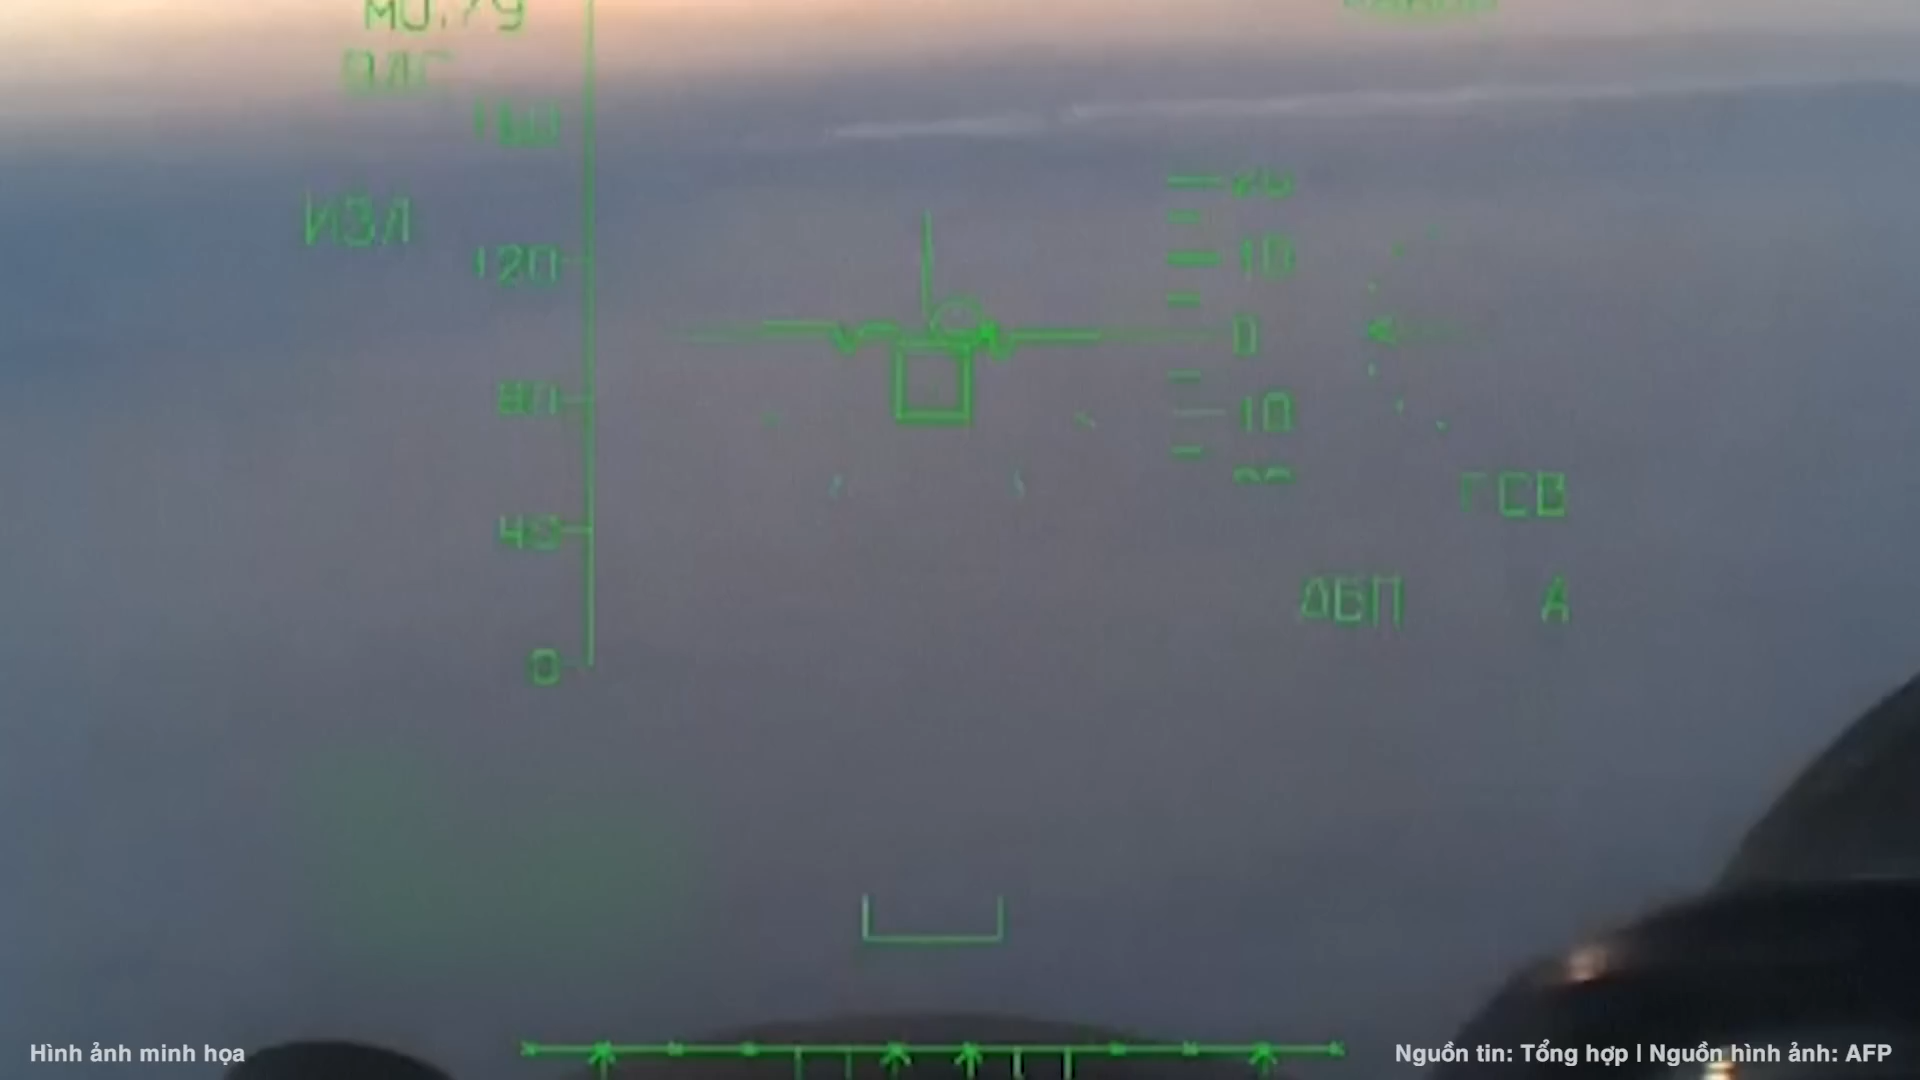 M0.79
ИЗЛ
120
80
40
0
10
0
10
ГСВ
ДБП
А
Hình ảnh minh họa
Nguồn tin: Tổng hợp | Nguồn hình ảnh: AFP